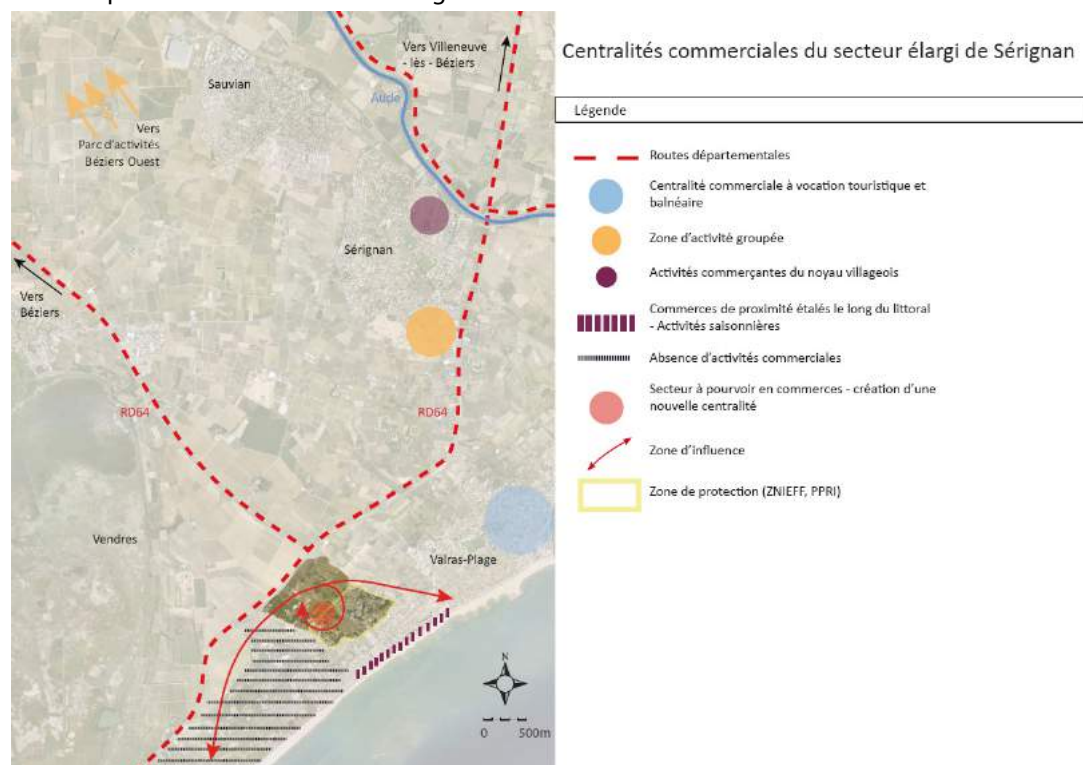 Vers Villeneuve
- lès - Béziers
Sauvian
Aude
Vers
Parc d'activités
Béziers Ouest
Sérignan
Vers
Béziers
RD64
RD64
Vendres
Valras-Plage
N
0 500m
Centralités commerciales du secteur élargi de Sérignan
Légende
Routes départementales
Centralité commerciale à vocation touristique et
balnéaire
Zone d'activité groupée
Activités commerçantes du noyau villageois
Commerces de proximité étalés le long du littoral
- Activités saisonnières
Absence d'activités commerciales
Secteur à pourvoir en commerces - création d'une
nouvelle centralité
Zone d'influence
Zone de protection (ZNIEFF, PPRI)